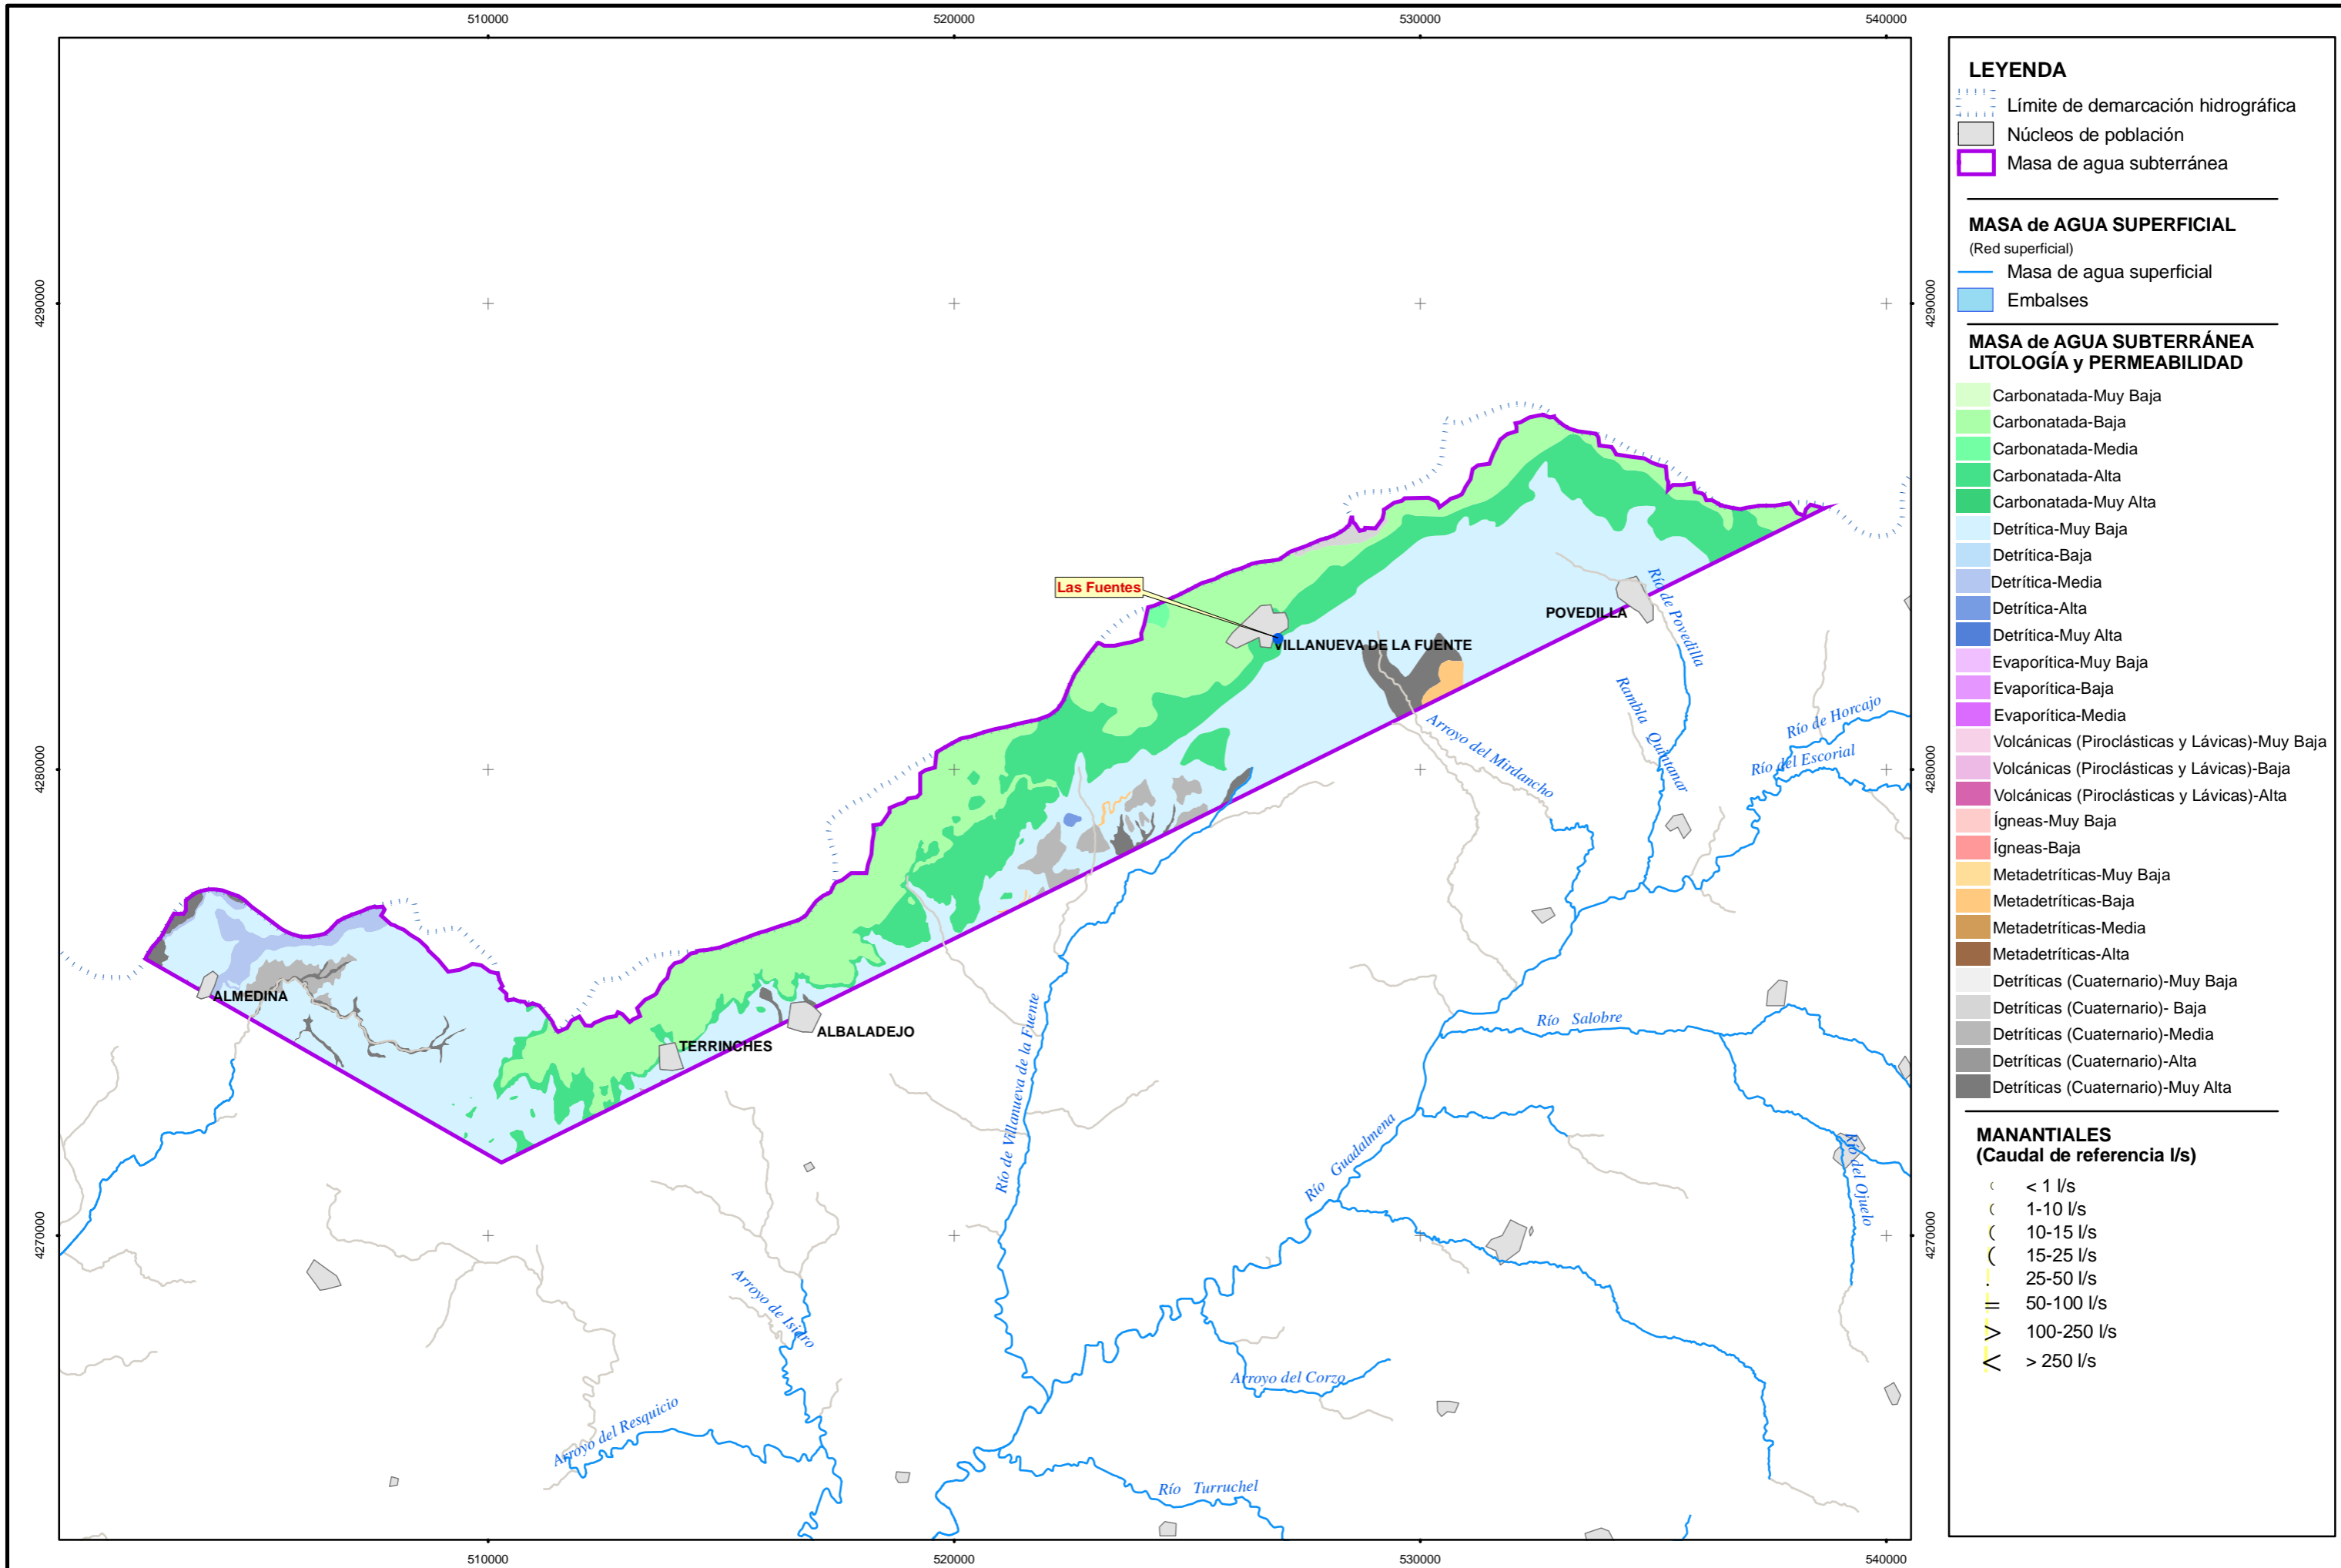 510000
520000
530000
540000
4290000
4290000
4280000
4280000
4270000
4270000
510000
520000
530000
540000
Las Fuentes
VILLANUEVA DE LA FUENTE
POVEDILLA
ALMEDINA
TERRINCHES
ALBALADEJO
Río de Povedilla
Rambla Quintanar
Río de Horcajo
Río del Escorial
Arroyo del Mirdancho
Río Salobre
Río de Villanueva de la Fuente
Río Guadalmena
Río del Ojuelo
Arroyo de Isidro
Arroyo del Corzo
Arroyo del Resquicio
Río Turruchel
LEYENDA
Límite de demarcación hidrográfica
Núcleos de población
Masa de agua subterránea
MASA de AGUA SUPERFICIAL
(Red superficial)
Masa de agua superficial
Embalses
MASA de AGUA SUBTERRÁNEA
LITOLOGÍA y PERMEABILIDAD
Carbonatada-Muy Baja
Carbonatada-Baja
Carbonatada-Media
Carbonatada-Alta
Carbonatada-Muy Alta
Detrítica-Muy Baja
Detrítica-Baja
Detrítica-Media
Detrítica-Alta
Detrítica-Muy Alta
Evaporítica-Muy Baja
Evaporítica-Baja
Evaporítica-Media
Volcánicas (Piroclásticas y Lávicas)-Muy Baja
Volcánicas (Piroclásticas y Lávicas)-Baja
Volcánicas (Piroclásticas y Lávicas)-Alta
Ígneas-Muy Baja
Ígneas-Baja
Metadetríticas-Muy Baja
Metadetríticas-Baja
Metadetríticas-Media
Metadetríticas-Alta
Detríticas (Cuaternario)-Muy Baja
Detríticas (Cuaternario)- Baja
Detríticas (Cuaternario)-Media
Detríticas (Cuaternario)-Alta
Detríticas (Cuaternario)-Muy Alta
MANANTIALES
(Caudal de referencia l/s)
< 1 l/s
1-10 l/s
10-15 l/s
15-25 l/s
25-50 l/s
50-100 l/s
100-250 l/s
> 250 l/s